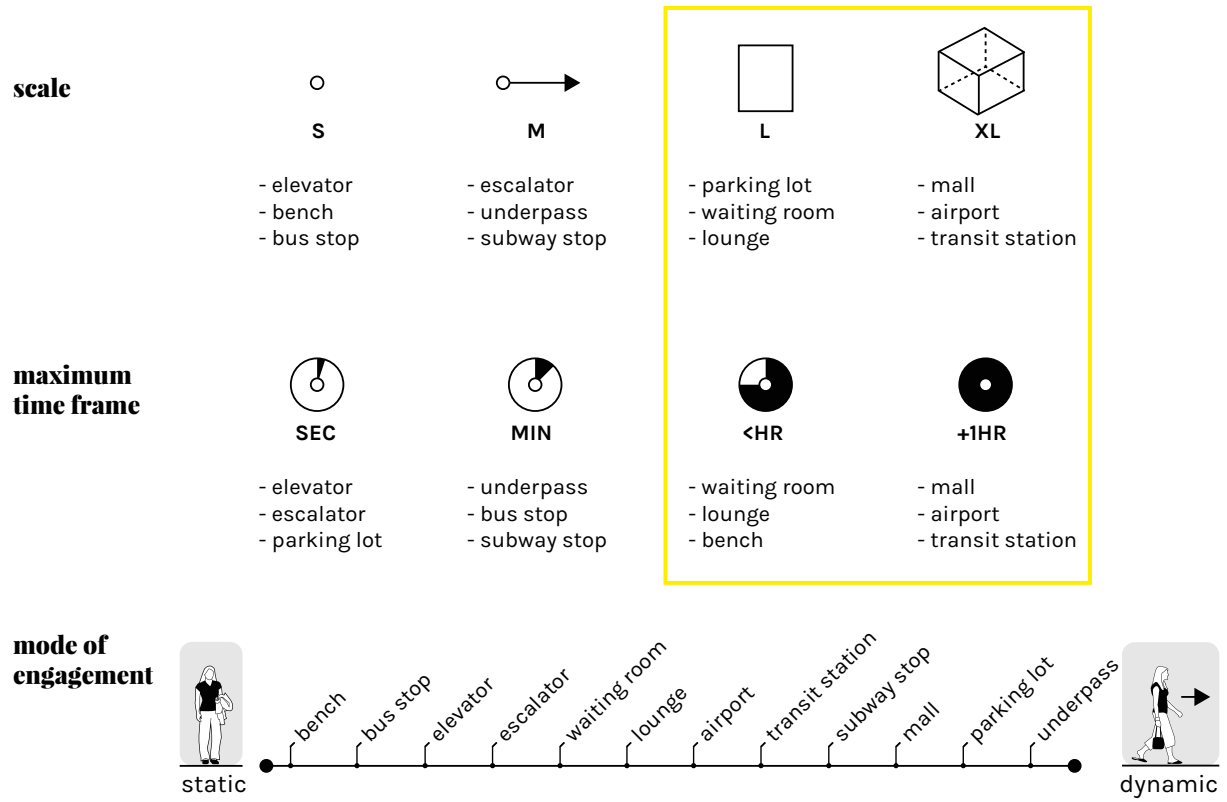 scale
S
M
L
XL
- elevator
- bench
- bus stop
- escalator
- underpass
- subway stop
- parking lot
- waiting room
- lounge
- mall
- airport
- transit station
maximum
time frame
SEC
MIN
<HR
+1HR
- elevator
- escalator
- parking lot
- underpass
- bus stop
- subway stop
- waiting room
- lounge
- bench
- mall
- airport
- transit station
mode of
engagement
static
bench
bus stop
elevator
escalator
waiting room
lounge
airport
transit station
subway stop
mall
parking lot
underpass
dynamic